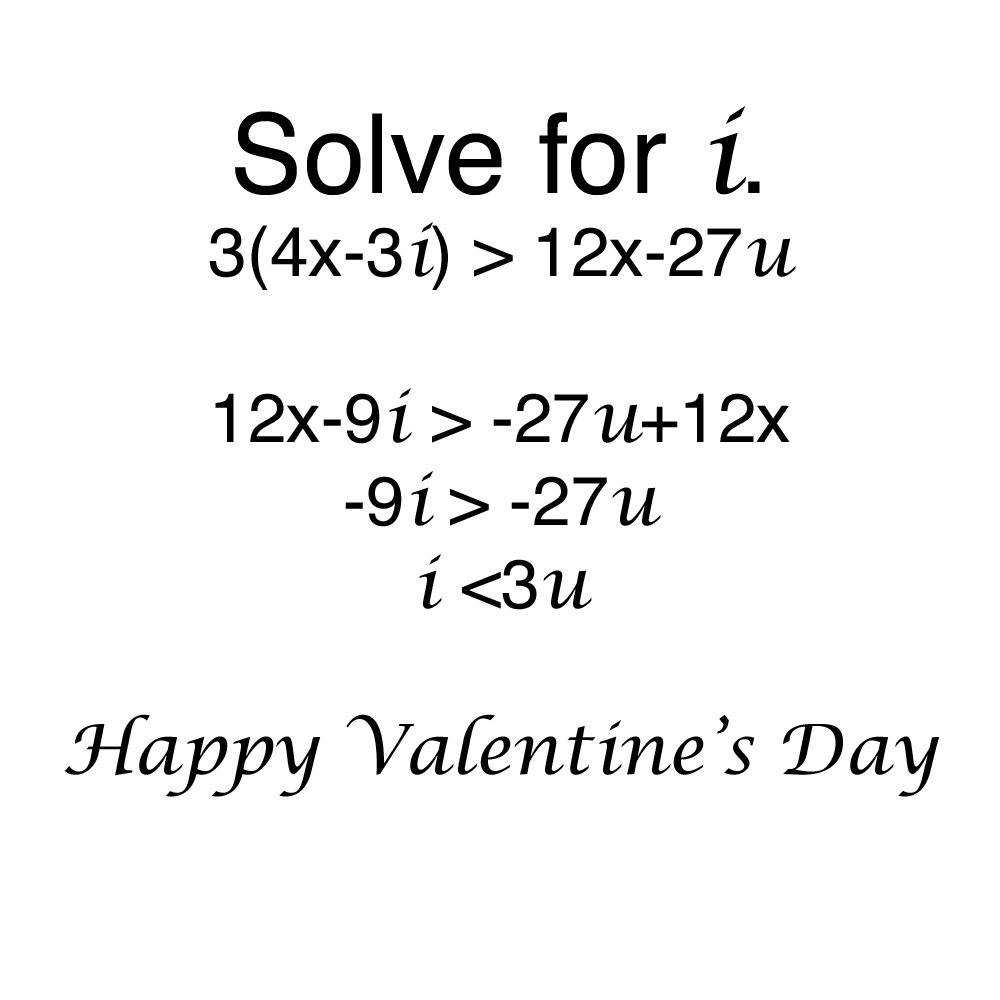 Solve for i.
3(4x-3i) > 12x-27u
12x-9i > -27u+12x
-9i > -27u
i <3u
Happy Valentine’s Day